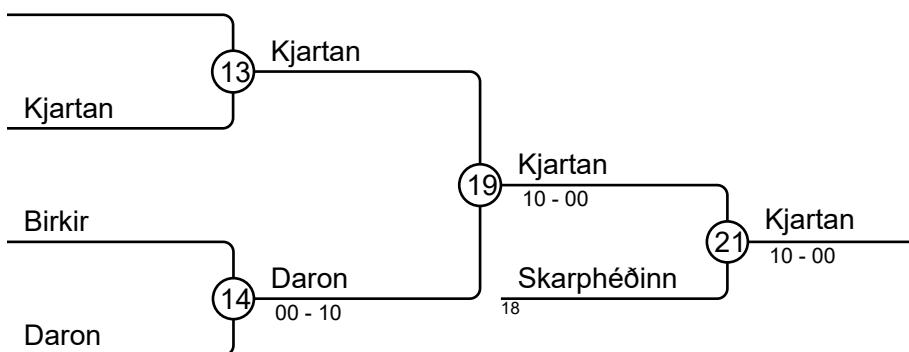 Kjartan
13
Kjartan
Kjartan
19
10 - 00
Birkir
Kjartan
21
10 - 00
Daron
Skarphéðinn
14
00 - 10
18
Daron